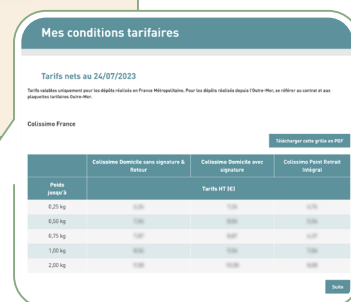 Mes conditions tarifaires
Tarifs nets au 24/07/2023
Tarifs valables uniquement pour les dépôts réalisés en France Métropolitaine. Pour les dépôts réalisés depuis l'Outre-Mer, se référer au contrat et aux
plaquettes tarifaires Outre-Mer.
Colissimo France
Télécharger cette grille en PDF
Colissimo Domicile sans signature &
Retour
Colissimo Domicile avec
signature
Colissimo Point Retrait
Intégral
Poids
jusqu'à
Tarifs HT (€)
0,25 kg
0,50 kg
0,75 kg
1,00 kg
2,00 kg
Suite